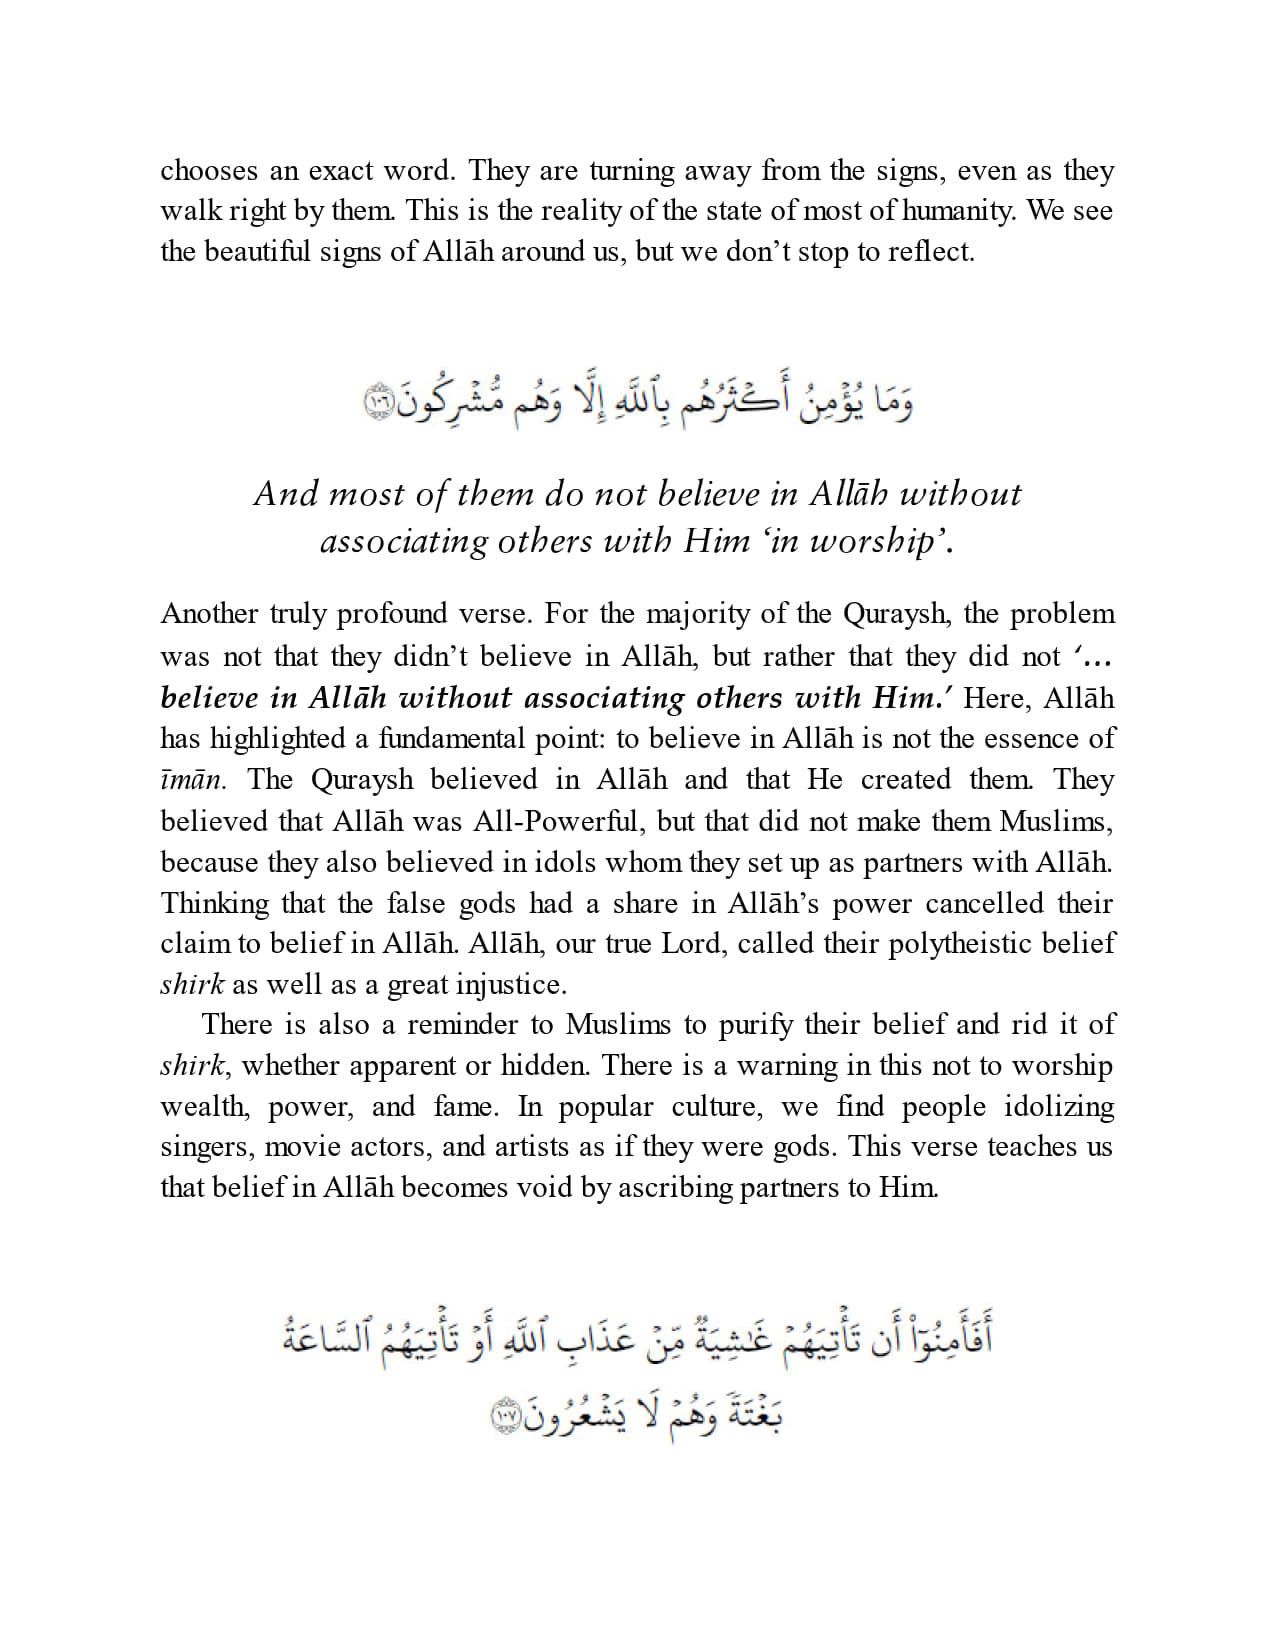 chooses an exact word. They are turning away from the signs, even as they
walk right by them. This is the reality of the state of most of humanity. We see
the beautiful signs of Allāh around us, but we don’t stop to reflect.
وَمَا يُؤْمِنُ أَكْثَرُهُم بِٱللَّهِ إِلَّا وَهُم مُّشْرِكُونَ ١٠٦
And most of them do not believe in Allāh without
associating others with Him ‘in worship’.
Another truly profound verse. For the majority of the Quraysh, the problem
was not that they didn’t believe in Allāh, but rather that they did not ‘…
believe in Allāh without associating others with Him.’ Here, Allāh
has highlighted a fundamental point: to believe in Allāh is not the essence of
īmān. The Quraysh believed in Allāh and that He created them. They
believed that Allāh was All-Powerful, but that did not make them Muslims,
because they also believed in idols whom they set up as partners with Allāh.
Thinking that the false gods had a share in Allāh’s power cancelled their
claim to belief in Allāh. Allāh, our true Lord, called their polytheistic belief
shirk as well as a great injustice.
There is also a reminder to Muslims to purify their belief and rid it of
shirk, whether apparent or hidden. There is a warning in this not to worship
wealth, power, and fame. In popular culture, we find people idolizing
singers, movie actors, and artists as if they were gods. This verse teaches us
that belief in Allāh becomes void by ascribing partners to Him.
أَفَأَمِنُوٓا۟ أَن تَأْتِيَهُمْ غَـٰشِيَةٌ مِّنْ عَذَابِ ٱللَّهِ أَوْ تَأْتِيَهُمُ ٱلسَّاعَةُ
بَغْتَةً وَهُمْ لَا يَشْعُرُونَ ١٠٧